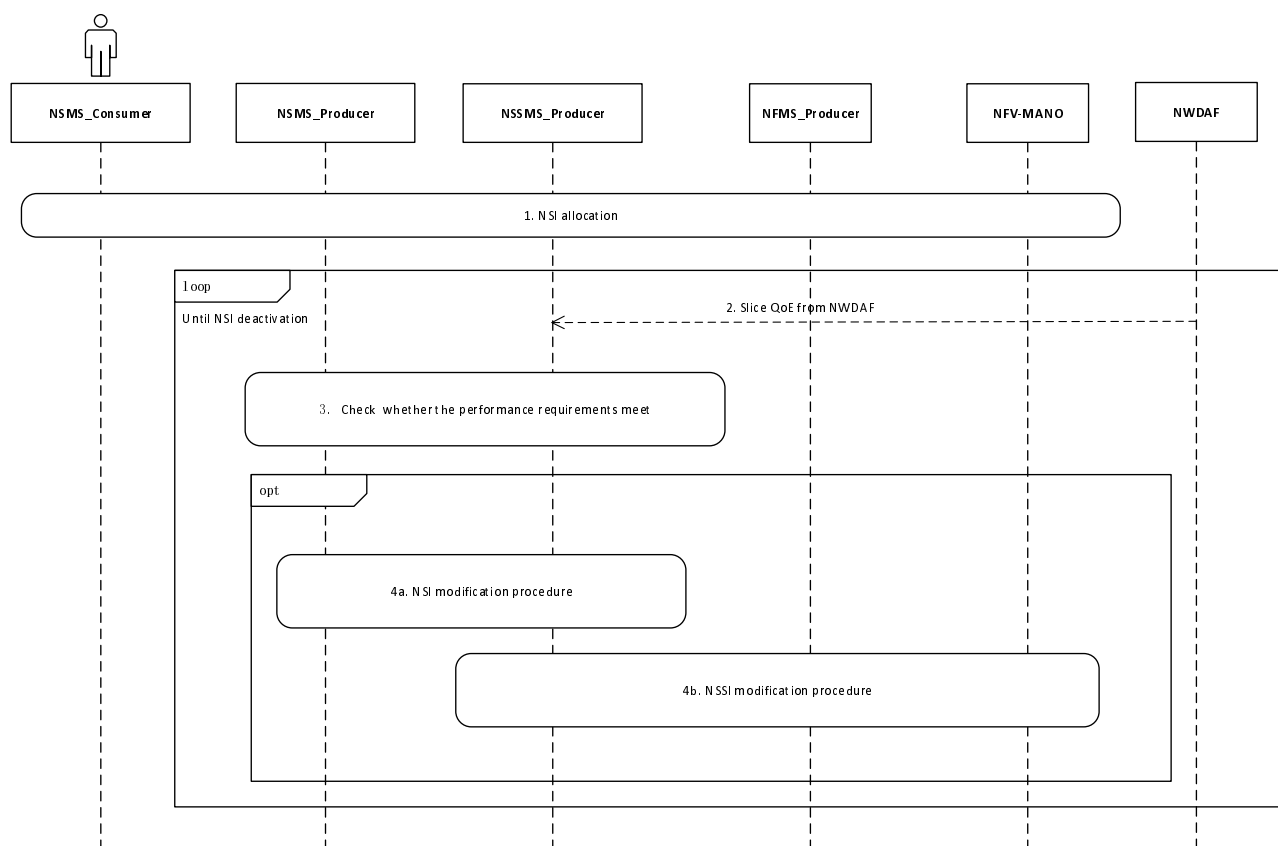 NSMS_Consumer
NSMS_Producer
NSSMS_Producer
NFMS_Producer
NFV-MANO
NWDAF
1. NSI allocation
loop
Until NSI deactivation
2. Slice QoE from NWDAF
3. Check whether the performance requirements meet
opt
4a. NSI modification procedure
4b. NSSI modification procedure